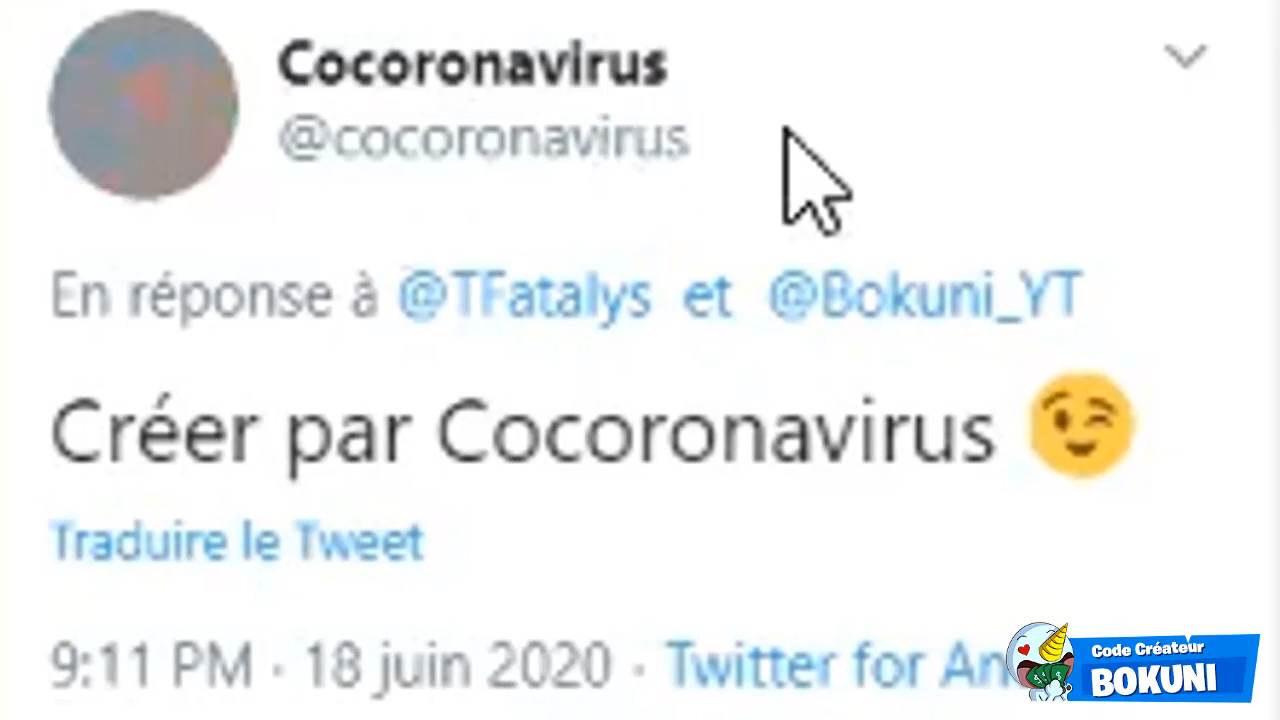 Cocoronavirus
@cocoronavirus
En réponse à @TFatalys et @Bokuni_YT
Créer par Cocoronavirus 😉
Traduire le Tweet
9:11 PM · 18 juin 2020 · Twitter for An
Code Créateur
BOKUNI